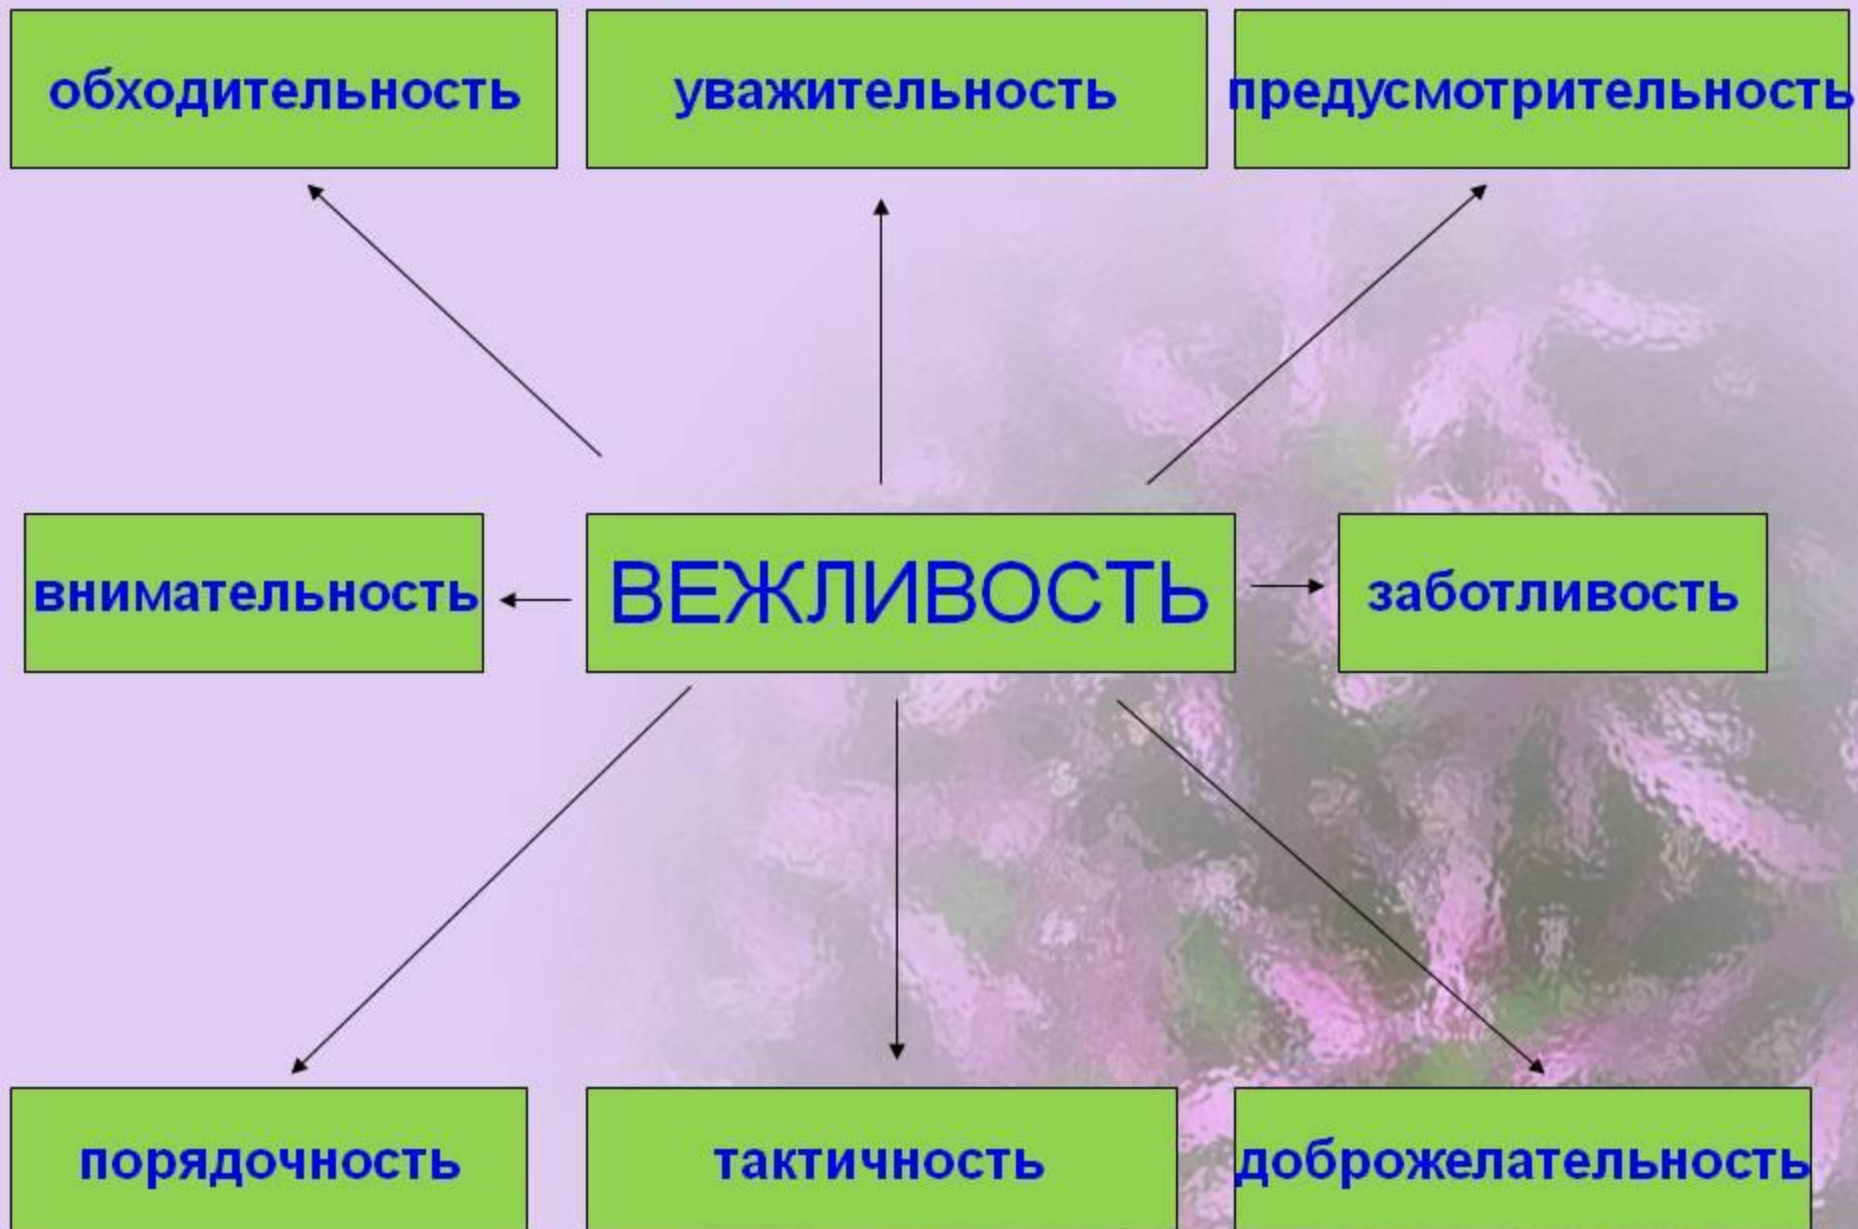 обходительность
уважительность
предусмотрительность
внимательность
ВЕЖЛИВОСТЬ
заботливость
порядочность
тактичность
доброжелательность